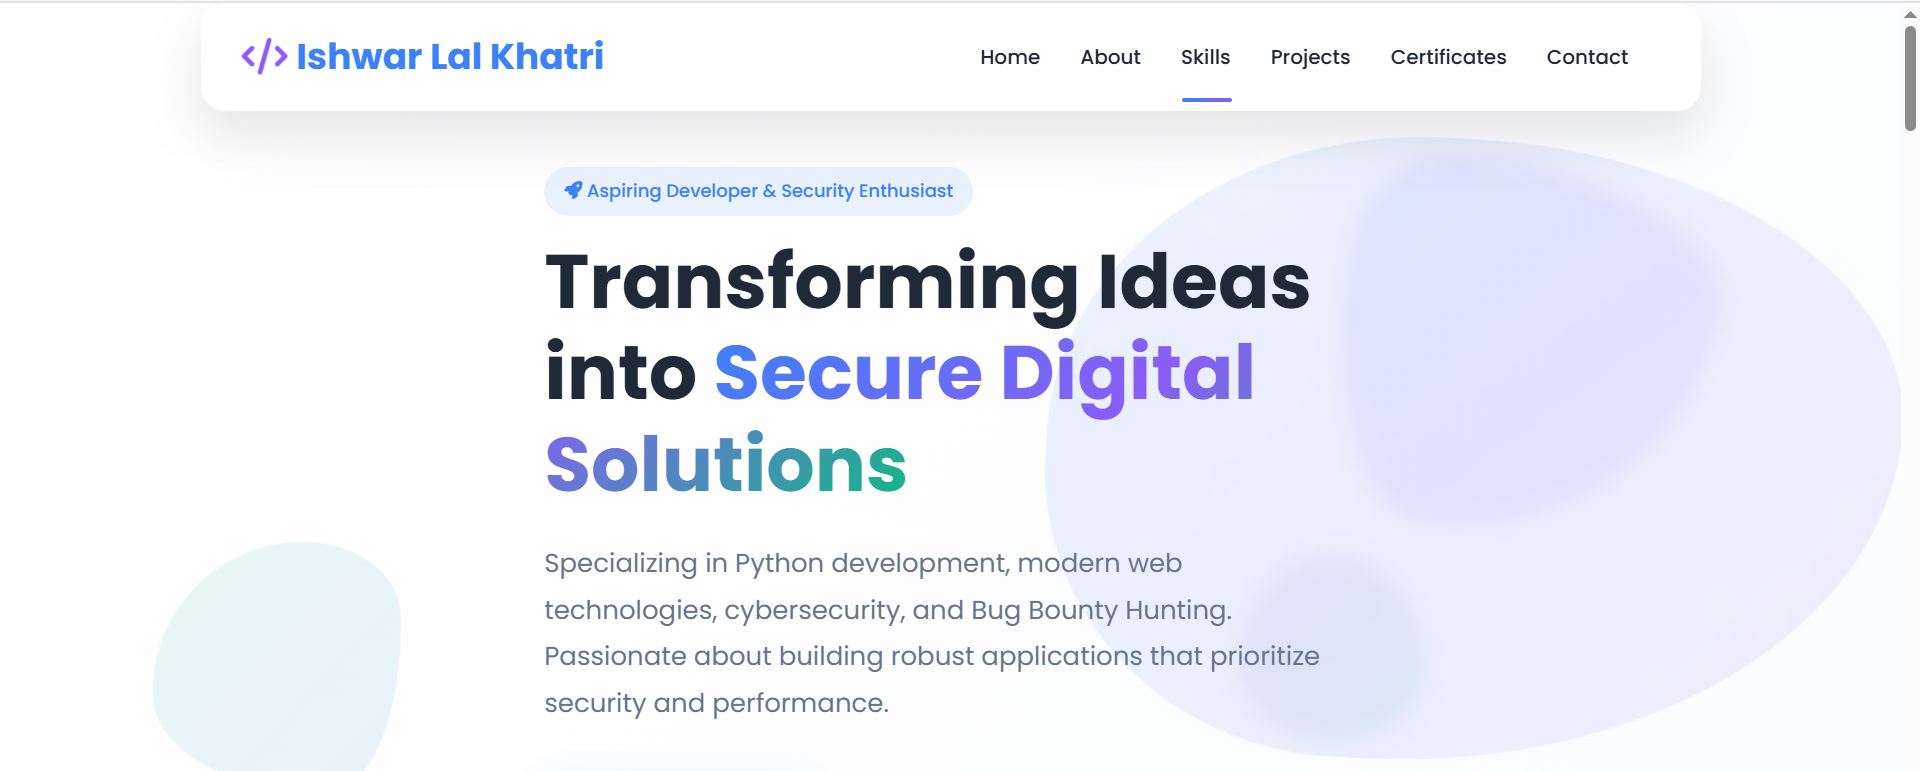 </> Ishwar Lal Khatri
Home About Skills Projects Certificates Contact
Aspiring Developer & Security Enthusiast
Transforming Ideas
into Secure Digital
Solutions
Specializing in Python development, modern web
technologies, cybersecurity, and Bug Bounty Hunting.
Passionate about building robust applications that prioritize
security and performance.